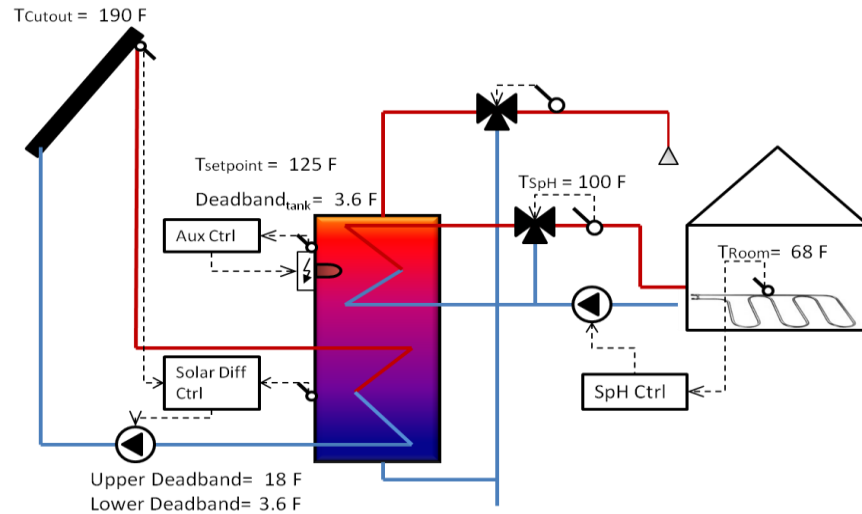 TCutout = 190 F
Tsetpoint = 125 F
Deadbandtank= 3.6 F
TSpH = 100 F
Aux Ctrl
TRoom= 68 F
Solar Diff
Ctrl
SpH Ctrl
Upper Deadband= 18 F
Lower Deadband= 3.6 F